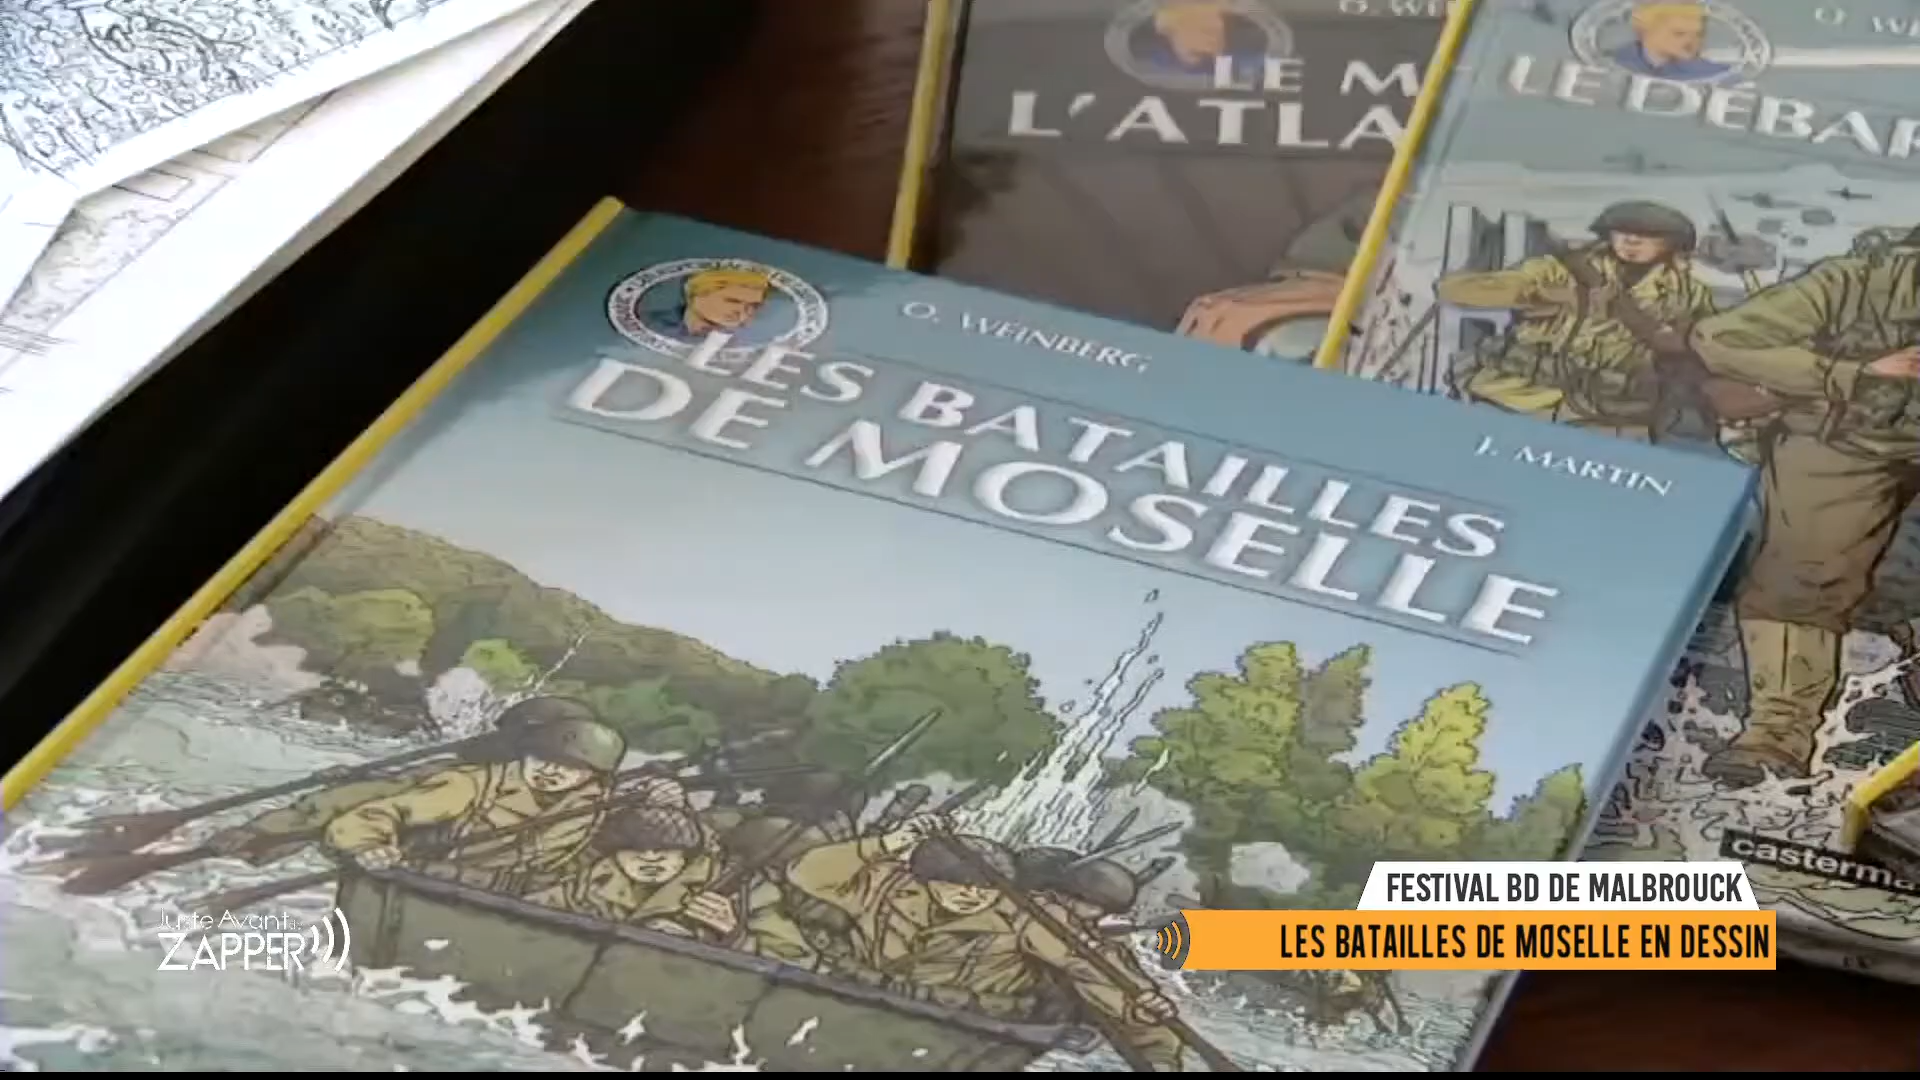 LE M
L'ATLA
LE DÉBAR
O. WEINBERG
J. MARTIN
LES BATAILLES
DE MOSELLE
casterma
Juste Avant de
ZAPPER
FESTIVAL BD DE MALBROUCK
LES BATAILLES DE MOSELLE EN DESSIN